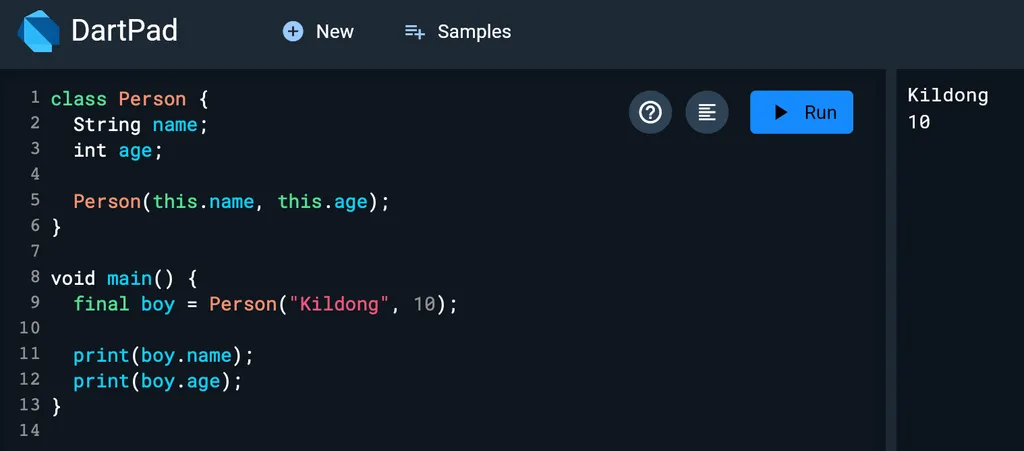 DartPad
New
Samples
Run
1 class Person {
2   String name;
3   int age;
4
5   Person(this.name, this.age);
6 }
7
8 void main() {
9   final boy = Person("Kildong", 10);
10
11   print(boy.name);
12   print(boy.age);
13 }
14
Kildong
10